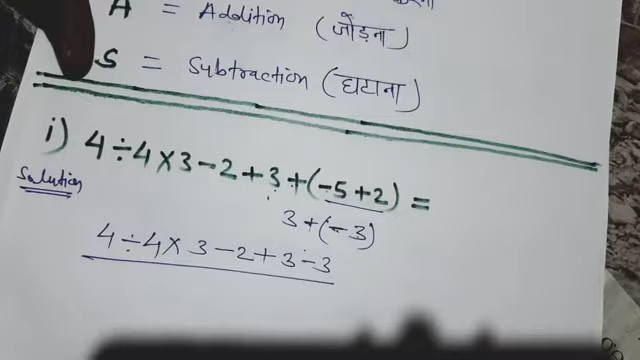 A = Addition (जोड़ना)
S = Subtraction (घटाना)
i) 4÷4×3-2+3+(-5+2) =
Solution
3+(-3)
4÷4×3-2+3-3